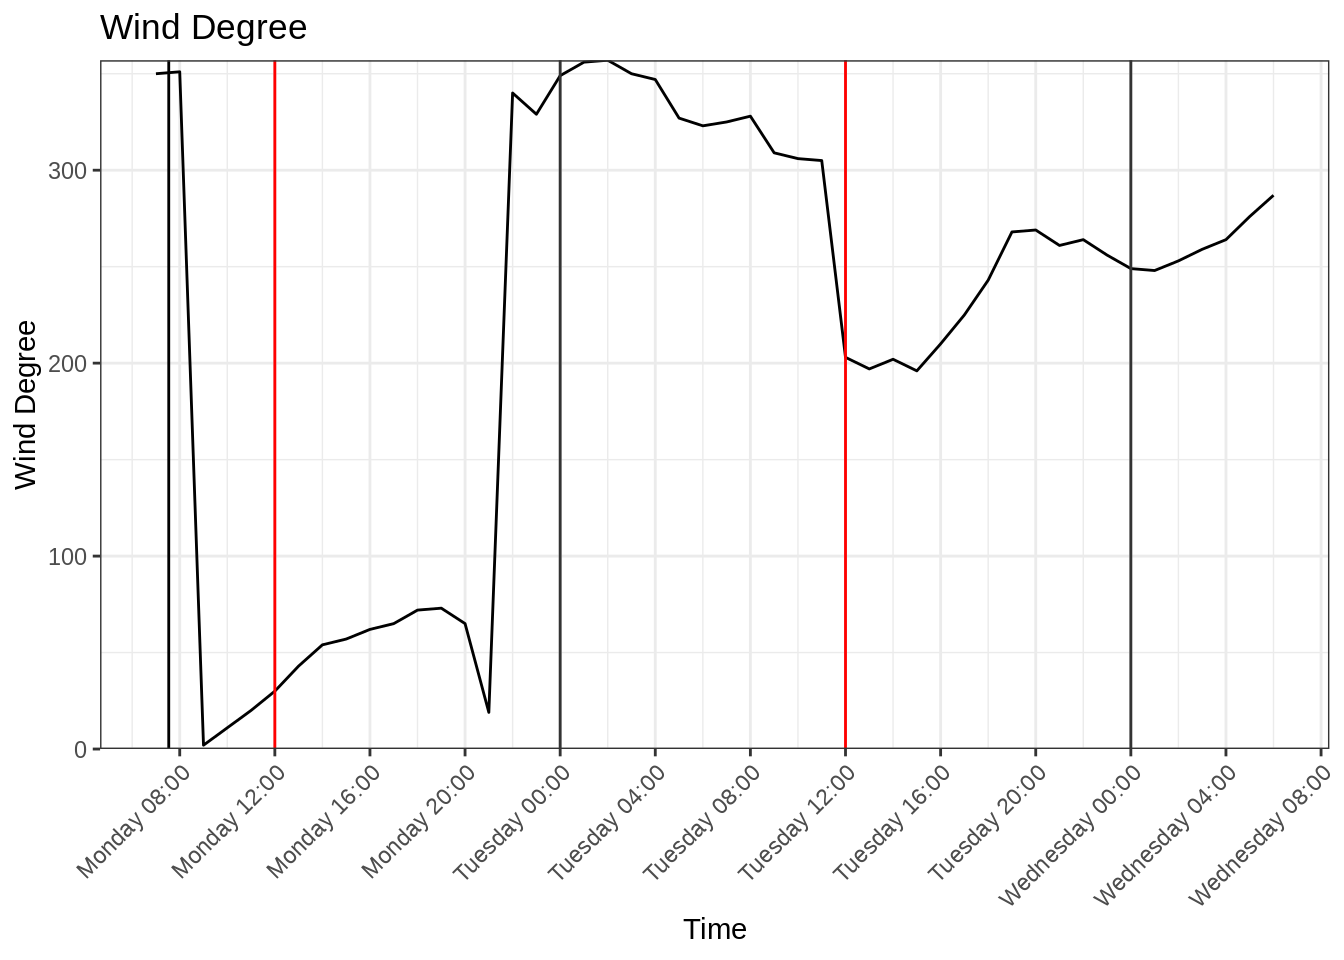 Wind Degree
Wind Degree
300
200
100
0
Monday 08:00
Monday 12:00
Monday 16:00
Monday 20:00
Tuesday 00:00
Tuesday 04:00
Tuesday 08:00
Tuesday 12:00
Tuesday 16:00
Tuesday 20:00
Wednesday 00:00
Wednesday 04:00
Wednesday 08:00
Time